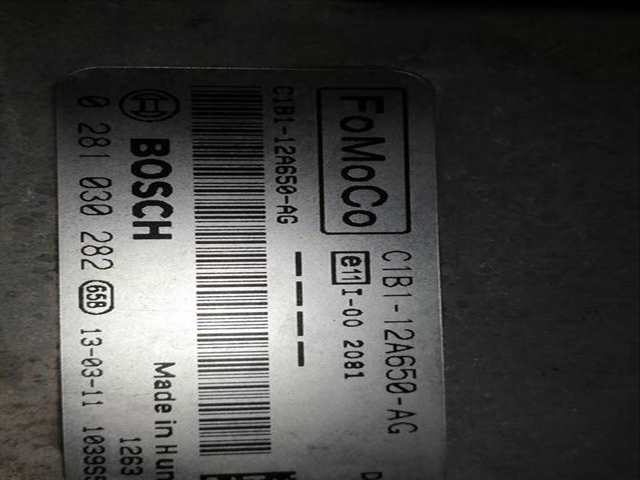 FoMoCo
C1B1-12A650-AG
e11 I-00 2081
C1B1-12A650-AG
BOSCH
Made in Hun
1263
0 281 030 282 658 13-03-11